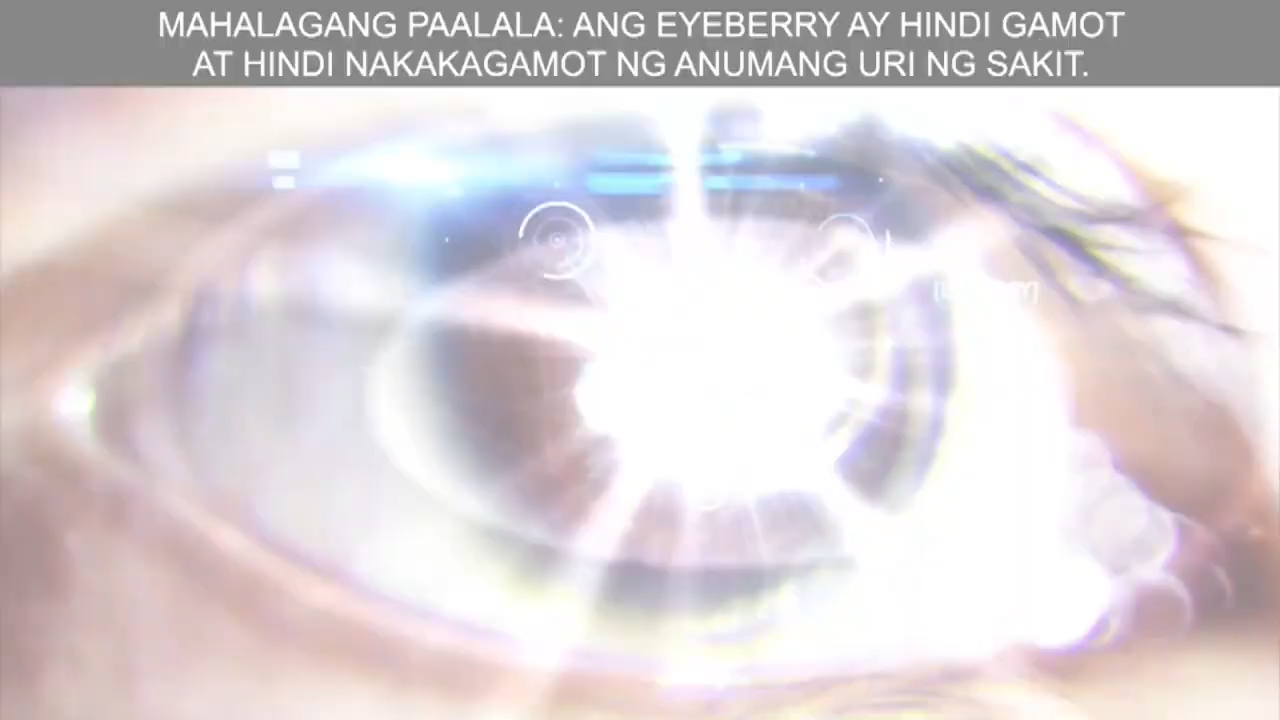 MAHALAGANG PAALALA: ANG EYEBERRY AY HINDI GAMOT
AT HINDI NAKAKAGAMOT NG ANUMANG URI NG SAKIT.